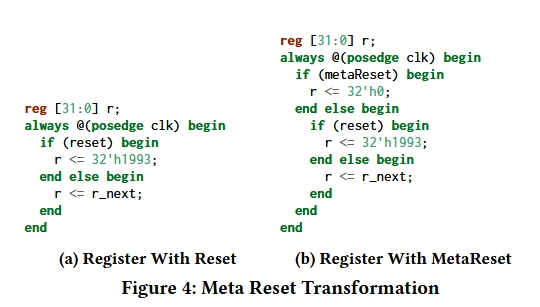 reg [31:0] r;
always @(posedge clk) begin
  if (reset) begin
    r <= 32'h1993;
  end else begin
    r <= r_next;
  end
end
(a) Register With Reset
reg [31:0] r;
always @(posedge clk) begin
  if (metaReset) begin
    r <= 32'h0;
  end else begin
    if (reset) begin
      r <= 32'h1993;
    end else begin
      r <= r_next;
    end
  end
end
(b) Register With MetaReset
Figure 4: Meta Reset Transformation